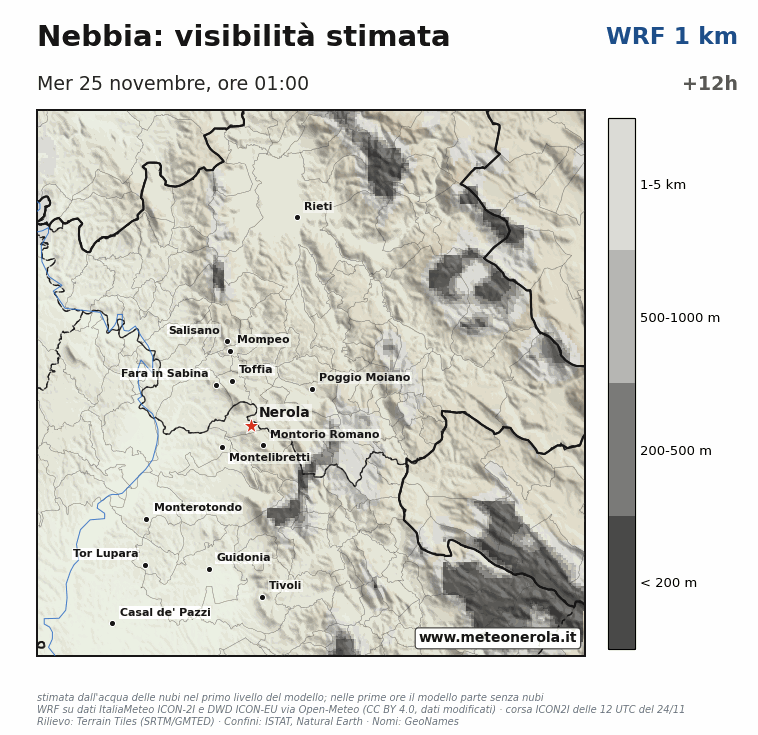 Nebbia: visibilità stimata
WRF 1 km
Mer 25 novembre, ore 01:00
+12h
Rieti
1-5 km
500-1000 m
Salisano
Mompeo
Toffia
Fara in Sabina
Poggio Moiano
Nerola
Montorio Romano
Montelibretti
200-500 m
Monterotondo
Tor Lupara
Guidonia
Tivoli
< 200 m
Casal de' Pazzi
www.meteonerola.it
stimata dall'acqua delle nubi nel primo livello del modello; nelle prime ore il modello parte senza nubi
WRF su dati ItaliaMeteo ICON-2I e DWD ICON-EU via Open-Meteo (CC BY 4.0, dati modificati) · corsa ICON2I delle 12 UTC del 24/11
Rilievo: Terrain Tiles (SRTM/GMTED) · Confini: ISTAT, Natural Earth · Nomi: GeoNames